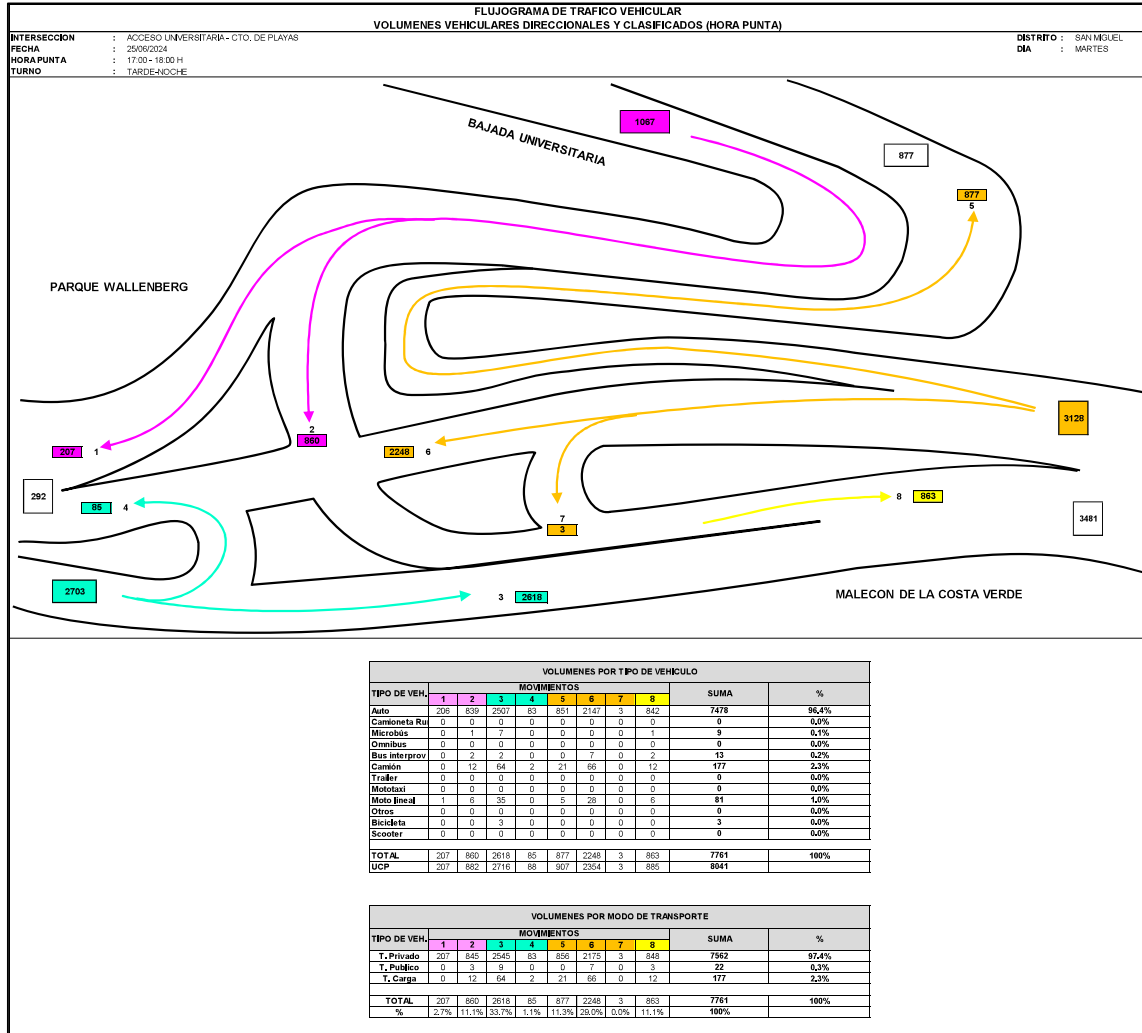 FLUJOGRAMA DE TRAFICO VEHICULAR
VOLUMENES VEHICULARES DIRECCIONALES Y CLASIFICADOS (HORA PUNTA)
INTERSECCION : ACCESO UNIVERSITARIA - CTO. DE PLAYAS DISTRITO : SAN MIGUEL
FECHA : 25/06/2024 DÍA : MARTES
HORA PUNTA : 17:00 - 18:00 H
TURNO : TARDE-NOCHE
1067
BAJADA UNIVERSITARIA
877
877
5
PARQUE WALLENBERG
3128
2
860
207 1
2248 6
292
85 4
7
3
8 863
3481
2703
3 2618
MALECON DE LA COSTA VERDE
VOLUMENES POR TIPO DE VEHICULO
TIPO DE VEH. MOVIMIENTOS SUMA %
1 2 3 4 5 6 7 8
Auto 206 839 2507 83 851 2147 3 842 7478 96.4%
Camioneta Ru 0 0 0 0 0 0 0 0 0 0.0%
Microbús 0 1 7 0 0 0 0 1 9 0.1%
Omnibus 0 0 0 0 0 0 0 0 0 0.0%
Bus interprov 0 2 2 0 0 7 0 2 13 0.2%
Camión 0 12 64 2 21 66 0 12 177 2.3%
Trailer 0 0 0 0 0 0 0 0 0 0.0%
Mototaxi 0 0 0 0 0 0 0 0 0 0.0%
Moto lineal 1 6 35 0 5 28 0 6 81 1.0%
Otros 0 0 0 0 0 0 0 0 0 0.0%
Bicicleta 0 0 3 0 0 0 0 0 3 0.0%
Scooter 0 0 0 0 0 0 0 0 0 0.0%
TOTAL 207 860 2618 85 877 2248 3 863 7761 100%
UCP 207 882 2716 88 907 2354 3 885 8041
VOLUMENES POR MODO DE TRANSPORTE
TIPO DE VEH. MOVIMIENTOS SUMA %
1 2 3 4 5 6 7 8
T. Privado 207 845 2545 83 856 2175 3 848 7562 97.4%
T. Publico 0 3 9 0 0 7 0 3 22 0.3%
T. Carga 0 12 64 2 21 66 0 12 177 2.3%
TOTAL 207 860 2618 85 877 2248 3 863 7761 100%
% 2.7% 11.1% 33.7% 1.1% 11.3% 29.0% 0.0% 11.1% 100%